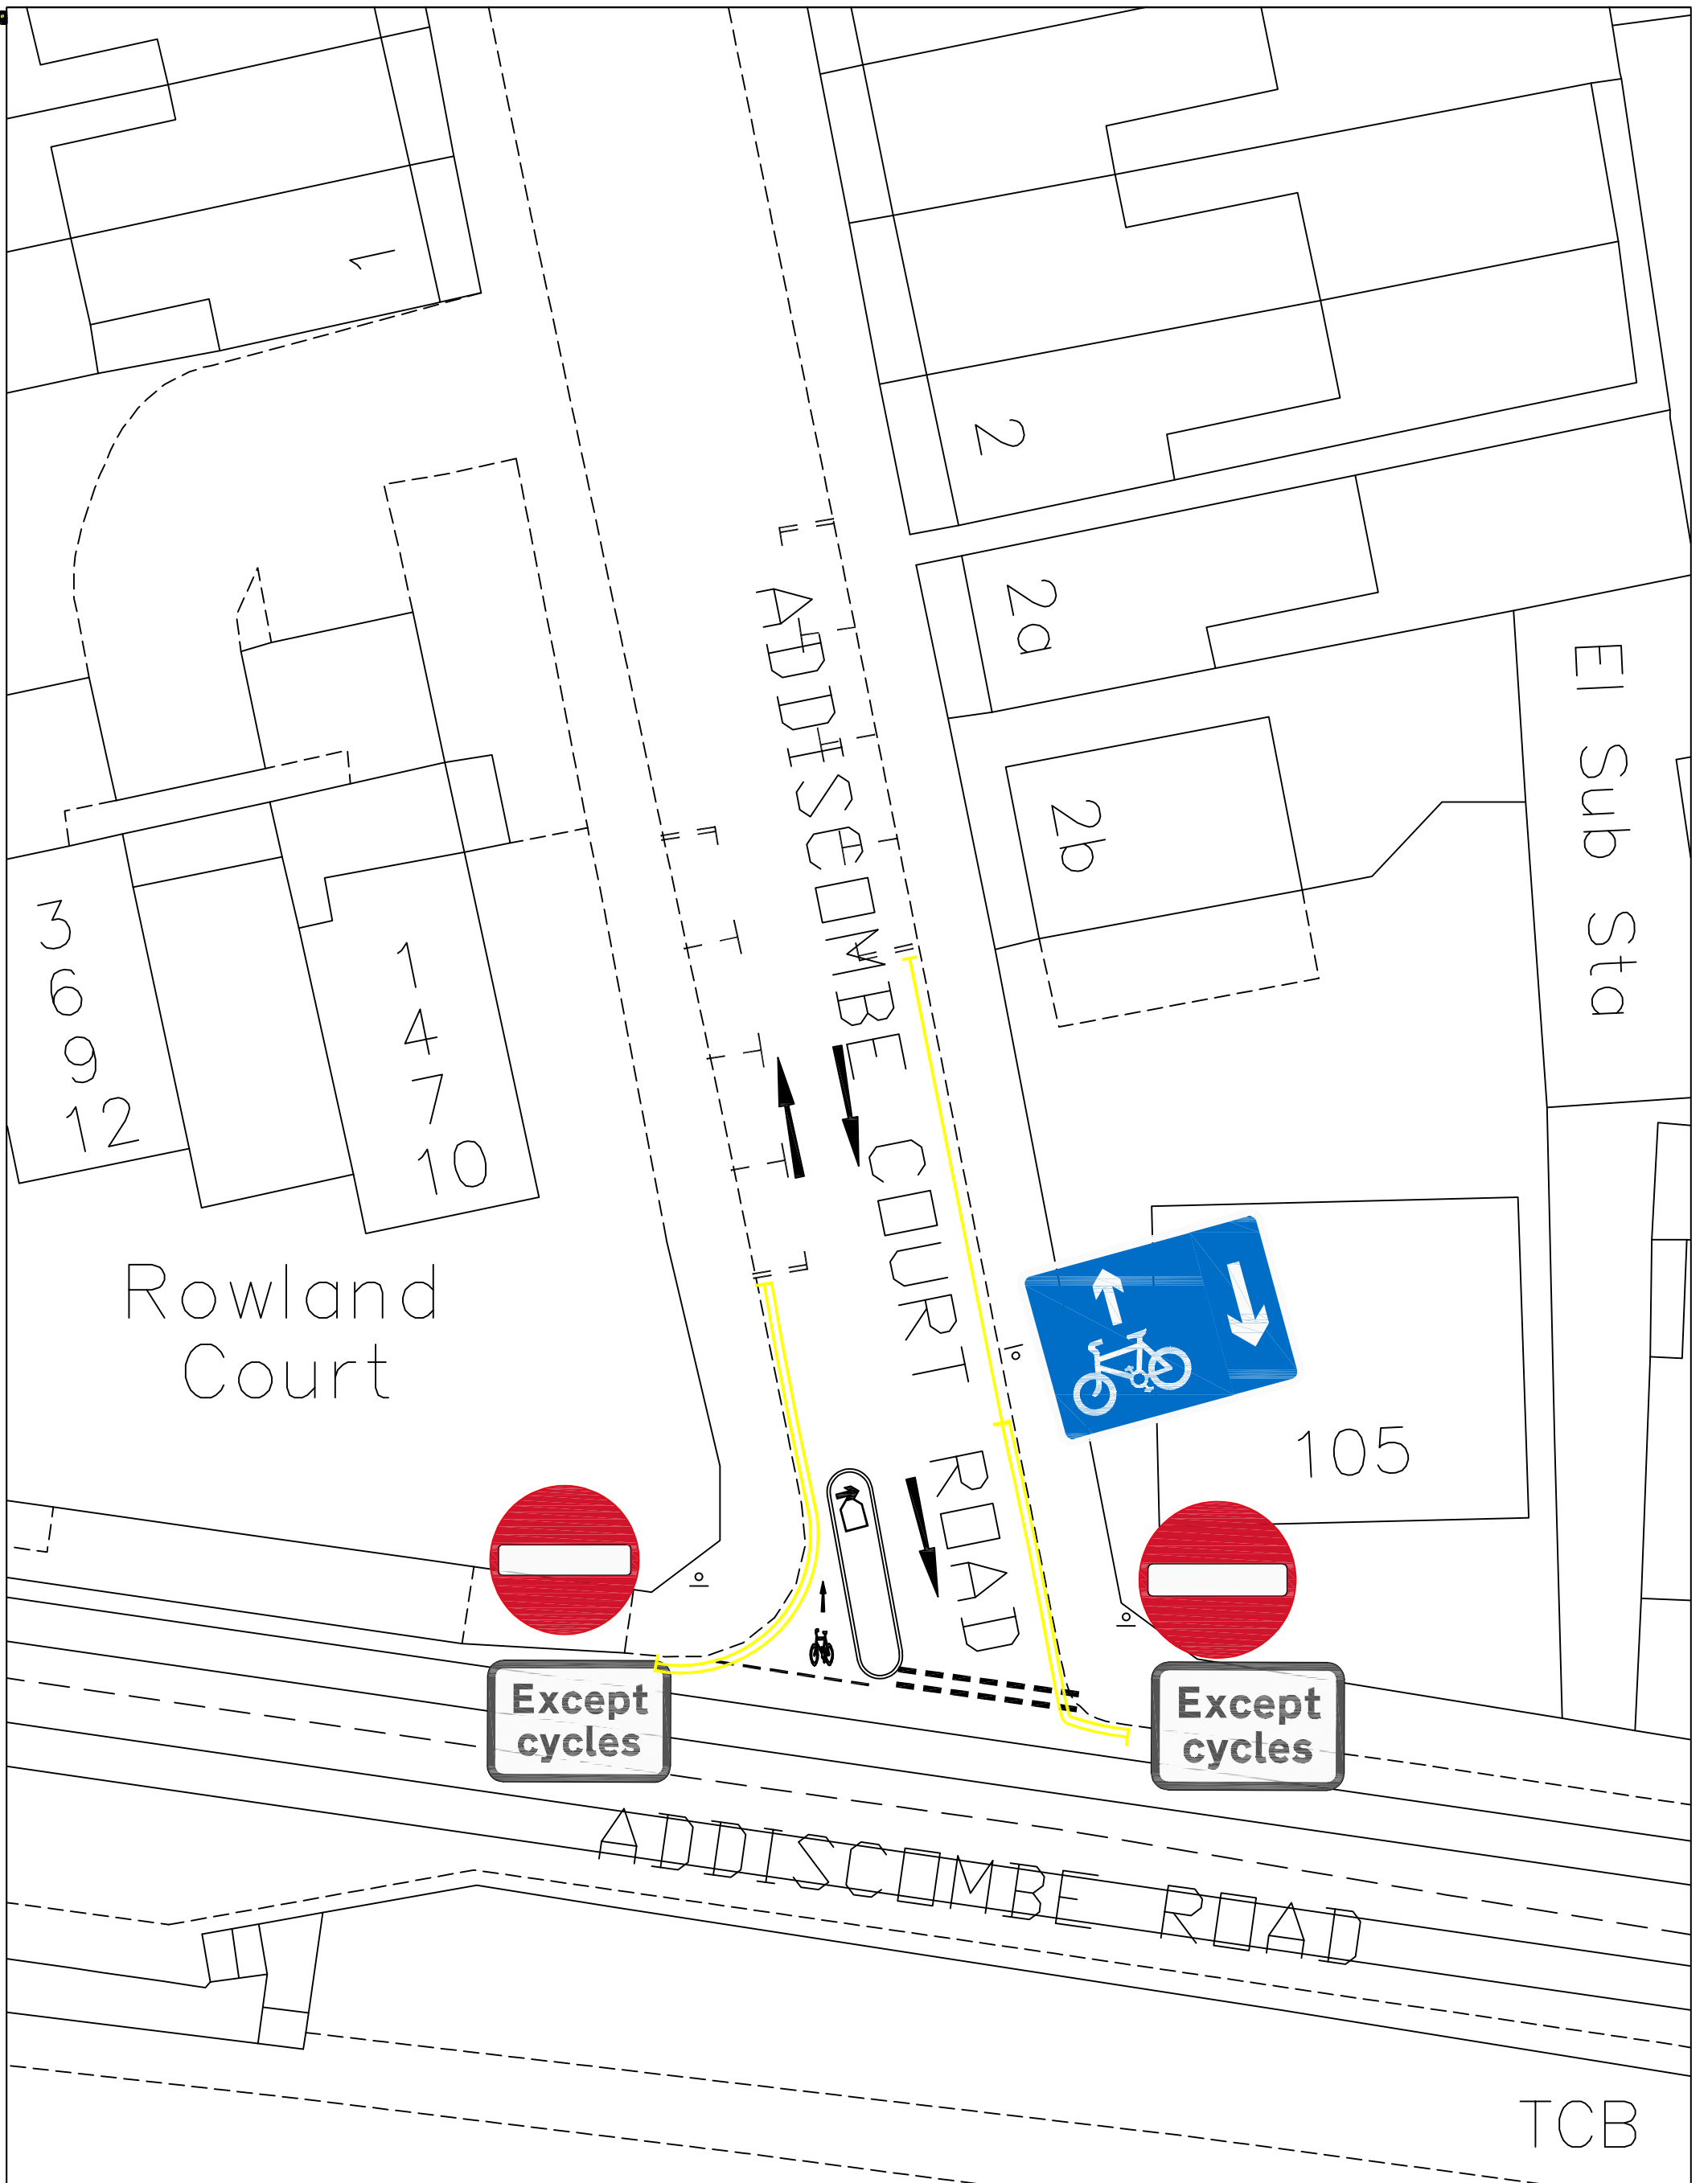 1
2
2a
El Sub Sta
2b
ADDISCOMBE COURT ROAD
3
6
9
12
1
4
7
10
Rowland
Court
105
Except
cycles
Except
cycles
ADDISCOMBE ROAD
TCB